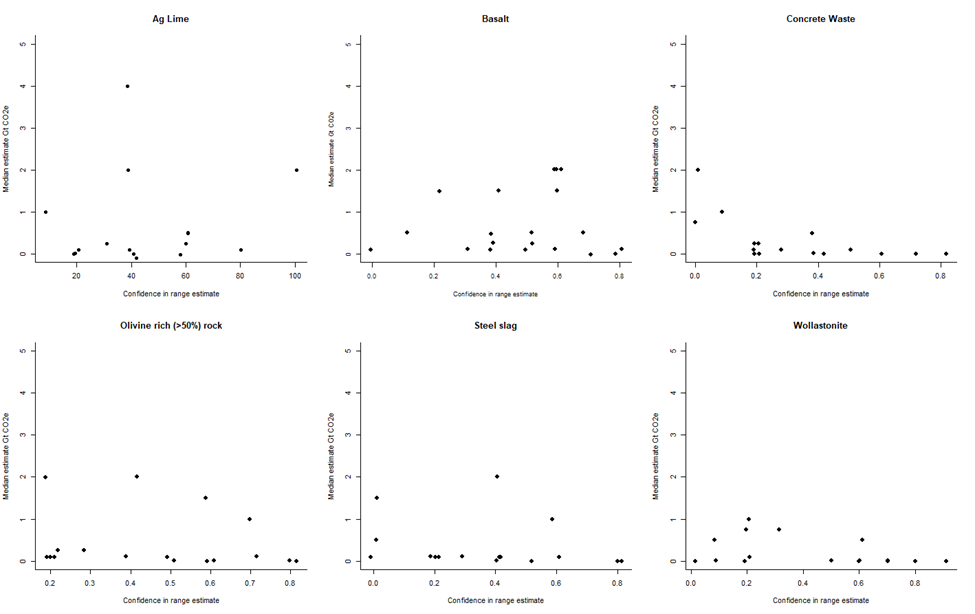 Ag Lime
5
4
3
2
1
0
Median estimate Gt CO2e
20 40 60 80 100
Confidence in range estimate
Basalt
5
4
3
2
1
0
Median estimate Gt CO2e
0.0 0.2 0.4 0.6 0.8
Confidence in range estimate
Concrete Waste
5
4
3
2
1
0
Median estimate Gt CO2e
0.0 0.2 0.4 0.6 0.8
Confidence in range estimate
Olivine rich (>50%) rock
5
4
3
2
1
0
Median estimate Gt CO2e
0.2 0.3 0.4 0.5 0.6 0.7 0.8
Confidence in range estimate
Steel slag
5
4
3
2
1
0
Median estimate Gt CO2e
0.0 0.2 0.4 0.6 0.8
Confidence in range estimate
Wollastonite
5
4
3
2
1
0
Median estimate Gt CO2e
0.0 0.2 0.4 0.6 0.8
Confidence in range estimate